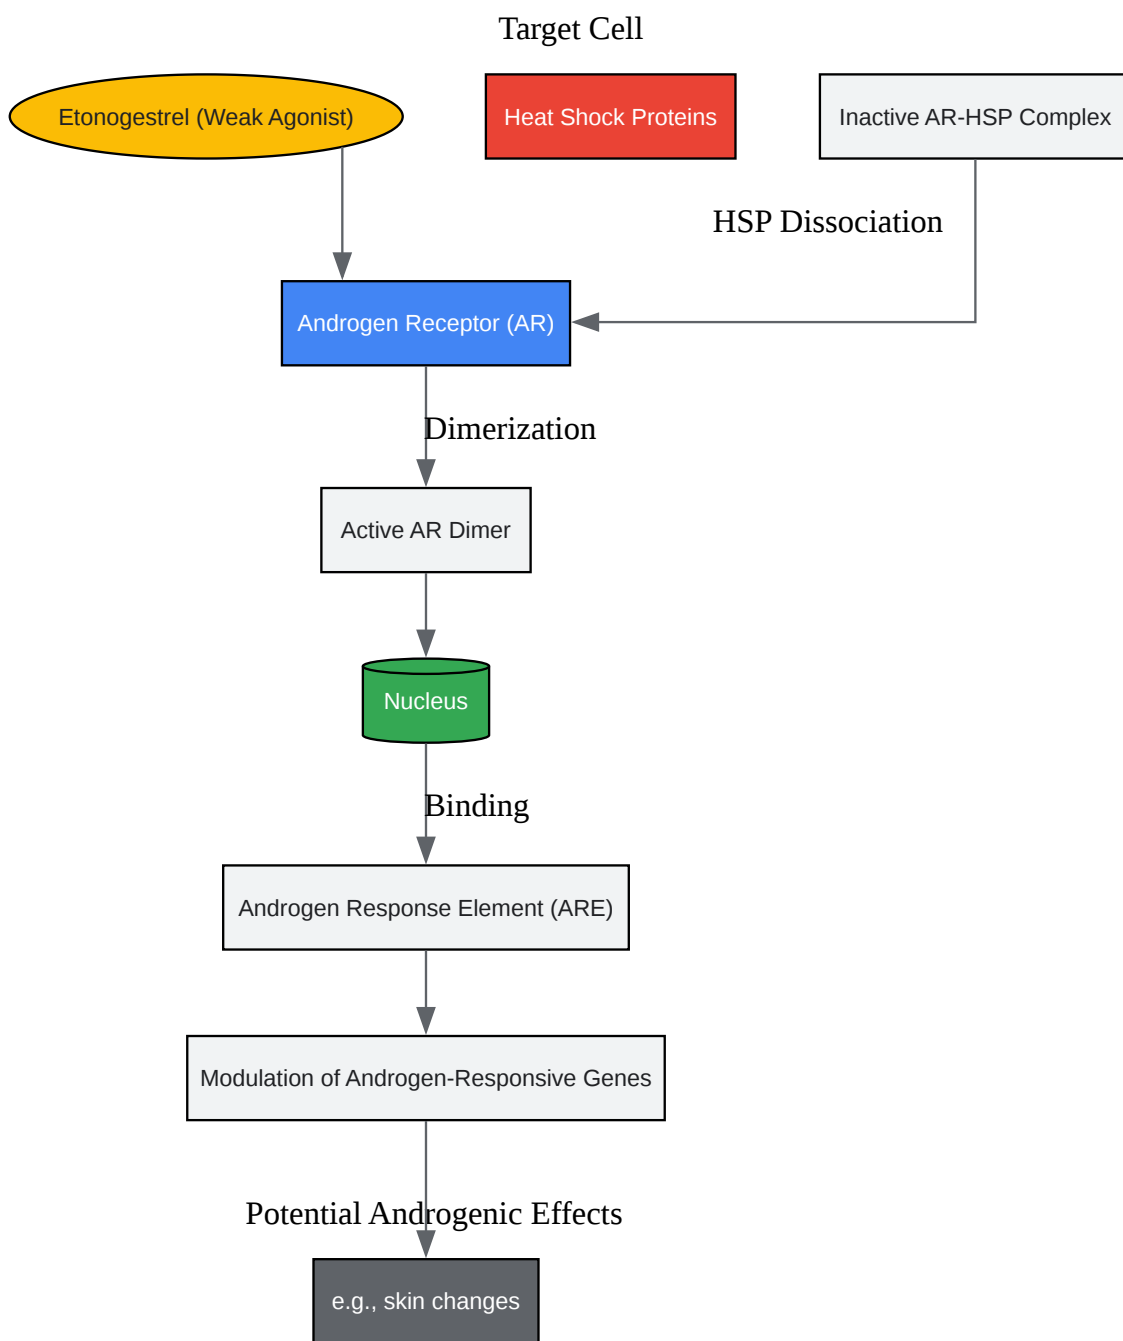 Target Cell
Etonogestrel (Weak Agonist)
Heat Shock Proteins
Inactive AR-HSP Complex
HSP Dissociation
Androgen Receptor (AR)
Dimerization
Active AR Dimer
Nucleus
Binding
Androgen Response Element (ARE)
Modulation of Androgen-Responsive Genes
Potential Androgenic Effects
e.g., skin changes